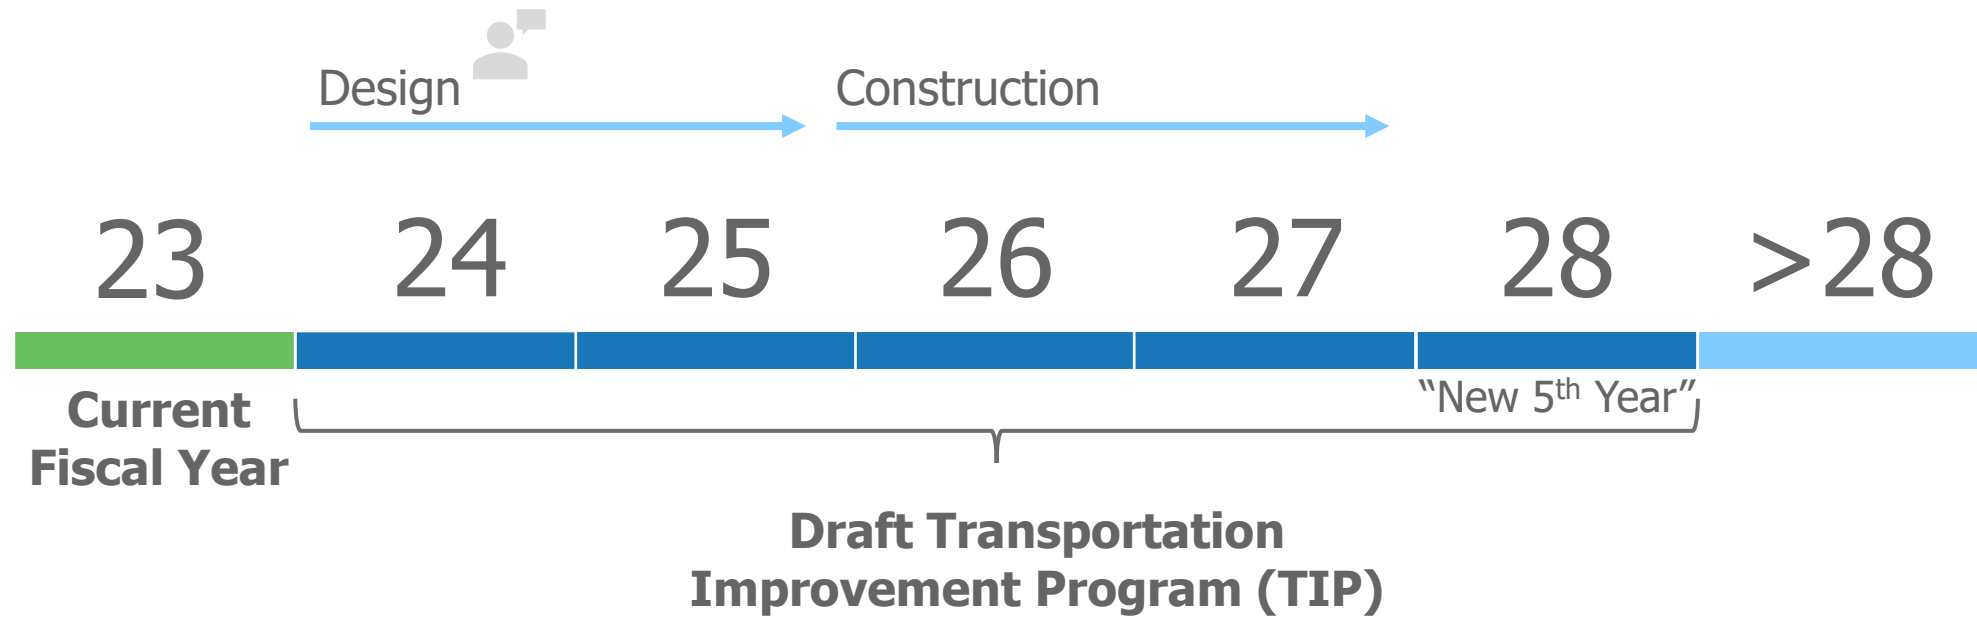 Design
Construction
23 24 25 26 27 28 >28
“New 5th Year”
Current
Fiscal Year
Draft Transportation
Improvement Program (TIP)